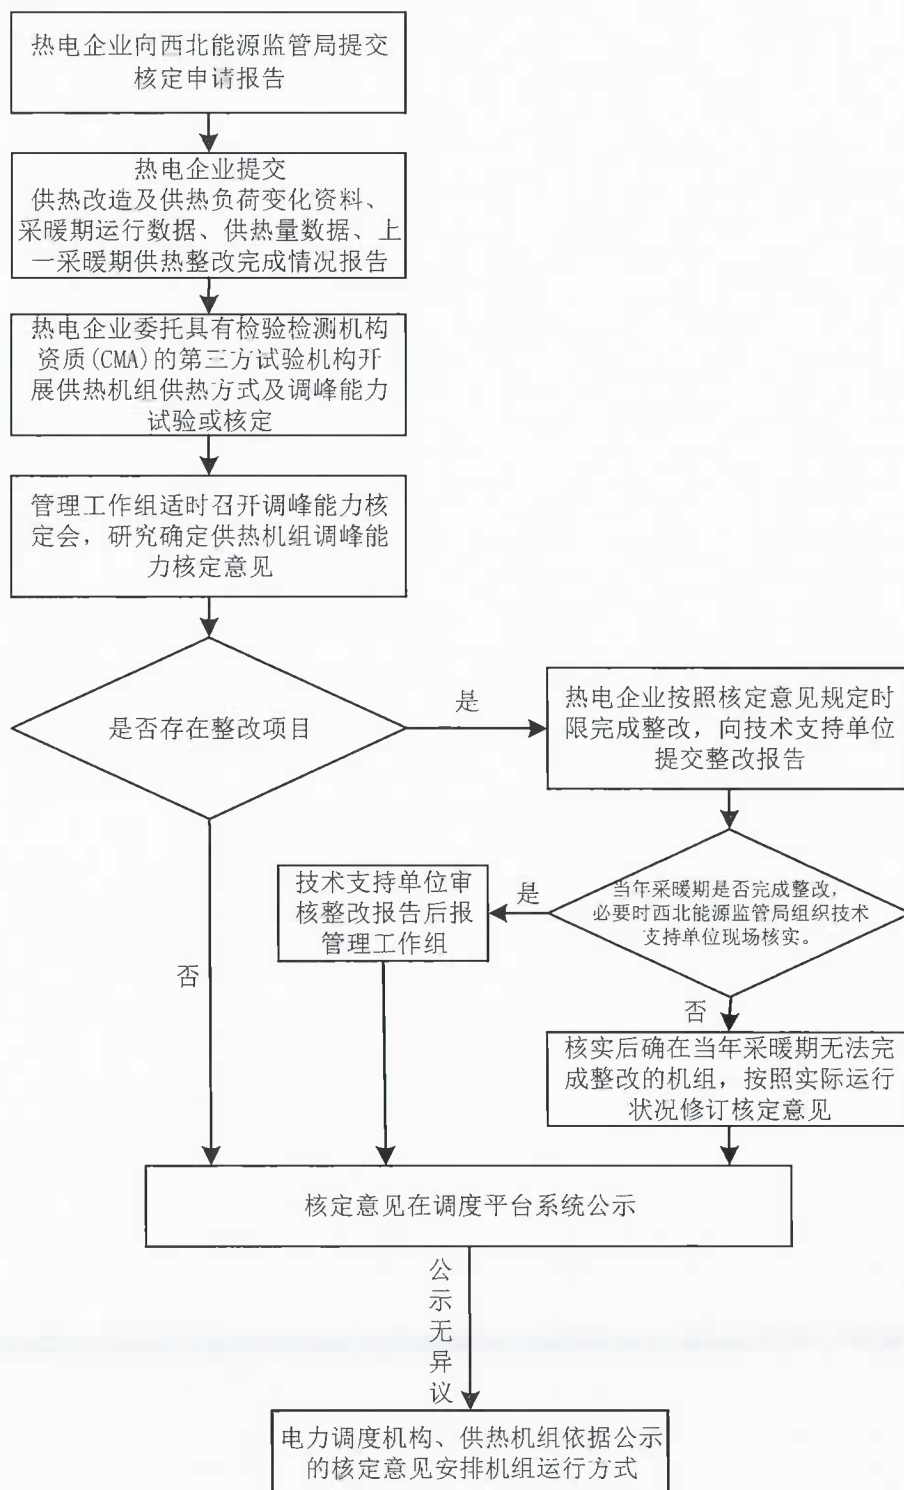 热电企业向西北能源监管局提交
核定申请报告
热电企业提交
供热改造及供热负荷变化资料、
采暖期运行数据、供热量数据、上
一采暖期供热整改完成情况报告
热电企业委托具有检验检测机构
资质(CMA)的第三方试验机构开
展供热机组供热方式及调峰能力
试验或核定
管理工作组适时召开调峰能力核
定会，研究确定供热机组调峰能
力核定意见
是否存在整改项目
是
热电企业按照核定意见规定时
限完成整改，向技术支持单位
提交整改报告
当年采暖期是否完成整改，
必要时西北能源监管局组织技术
支持单位现场核实。
是
技术支持单位审
核整改报告后报
管理工作组
否
否
核实后确在当年采暖期无法完
成整改的机组，按照实际运行
状况修订核定意见
核定意见在调度平台系统公示
公
示
无
异
议
电力调度机构、供热机组依据公示
的核定意见安排机组运行方式